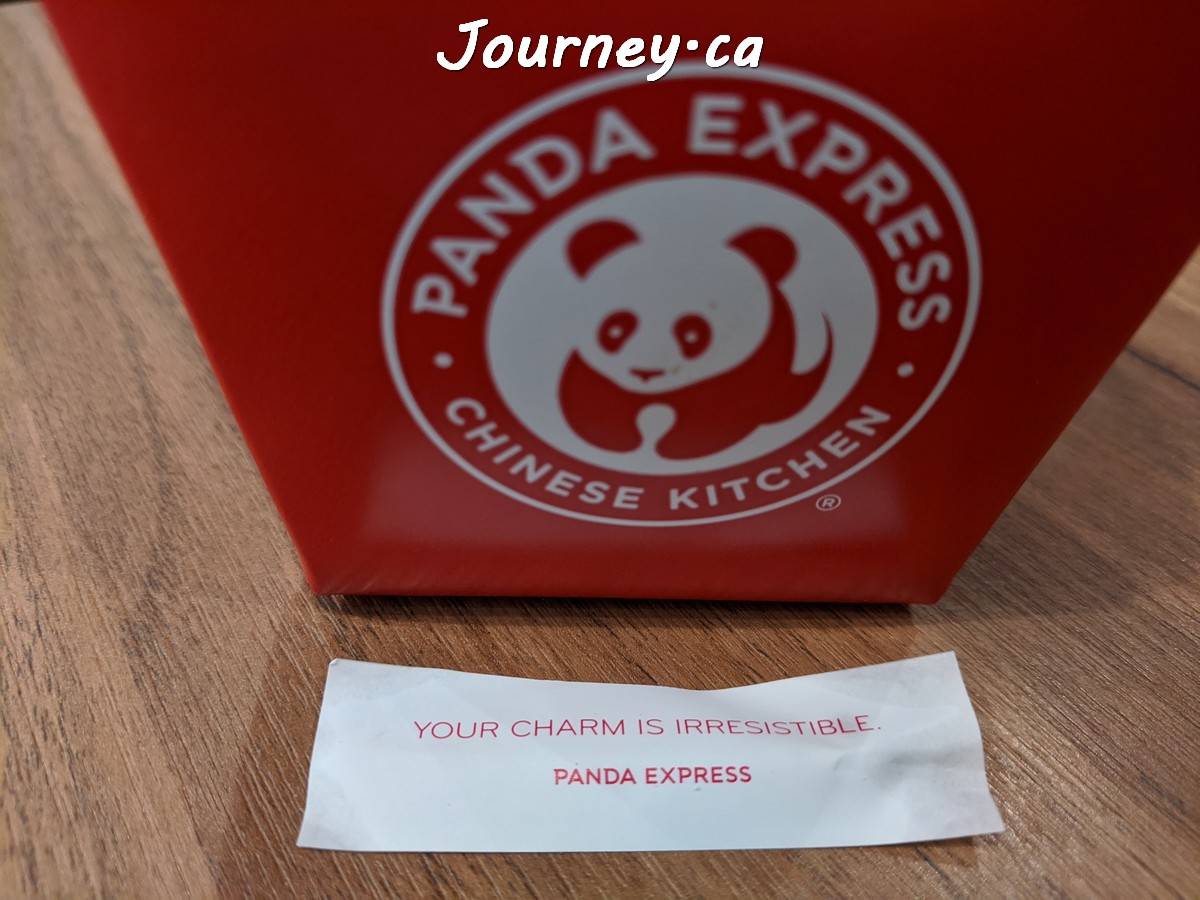 Journey.ca
PANDA EXPRESS
CHINESE KITCHEN
®
YOUR CHARM IS IRRESISTIBLE.
PANDA EXPRESS